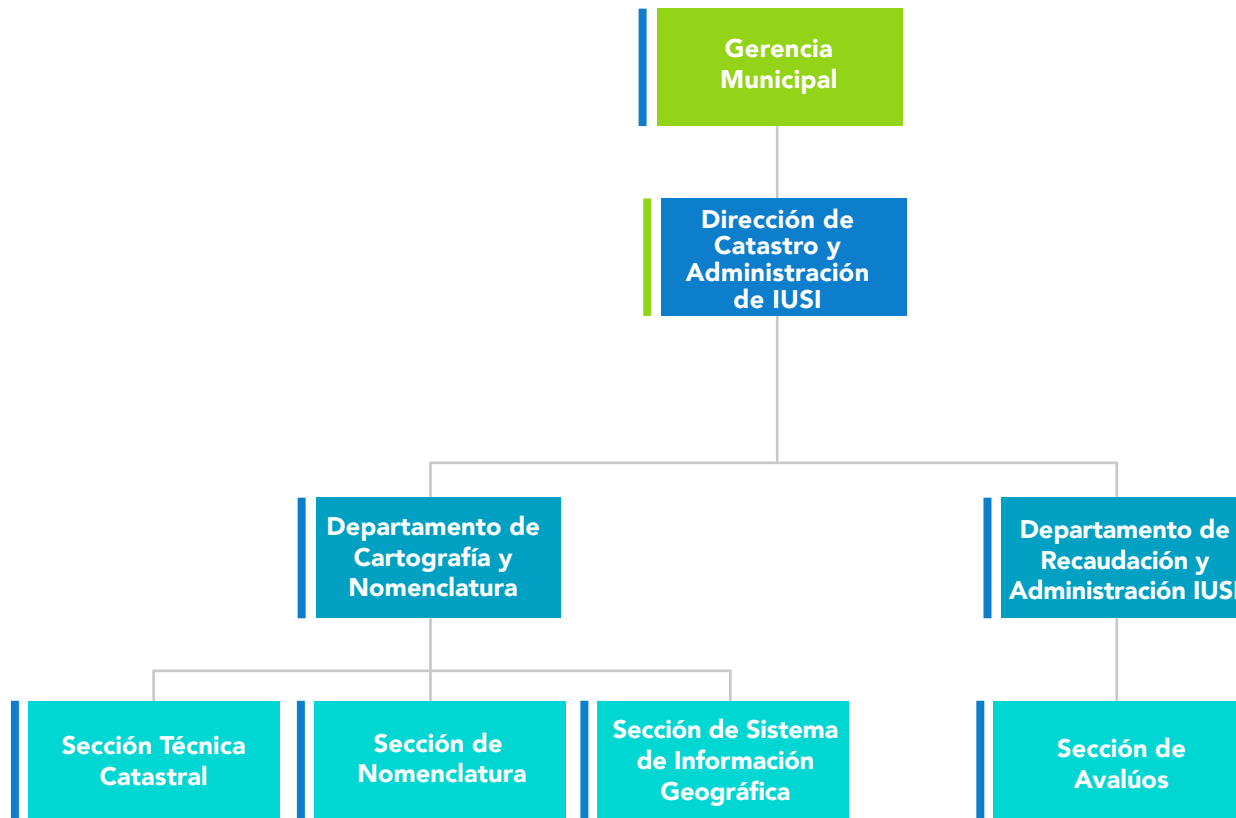 Gerencia
Municipal
Dirección de
Catastro y
Administración
de IUSI
Departamento de
Cartografía y
Nomenclatura
Departamento de
Recaudación y
Administración IUSI
Sección Técnica
Catastral
Sección de
Nomenclatura
Sección de Sistema
de Información
Geográfica
Sección de
Avalúos